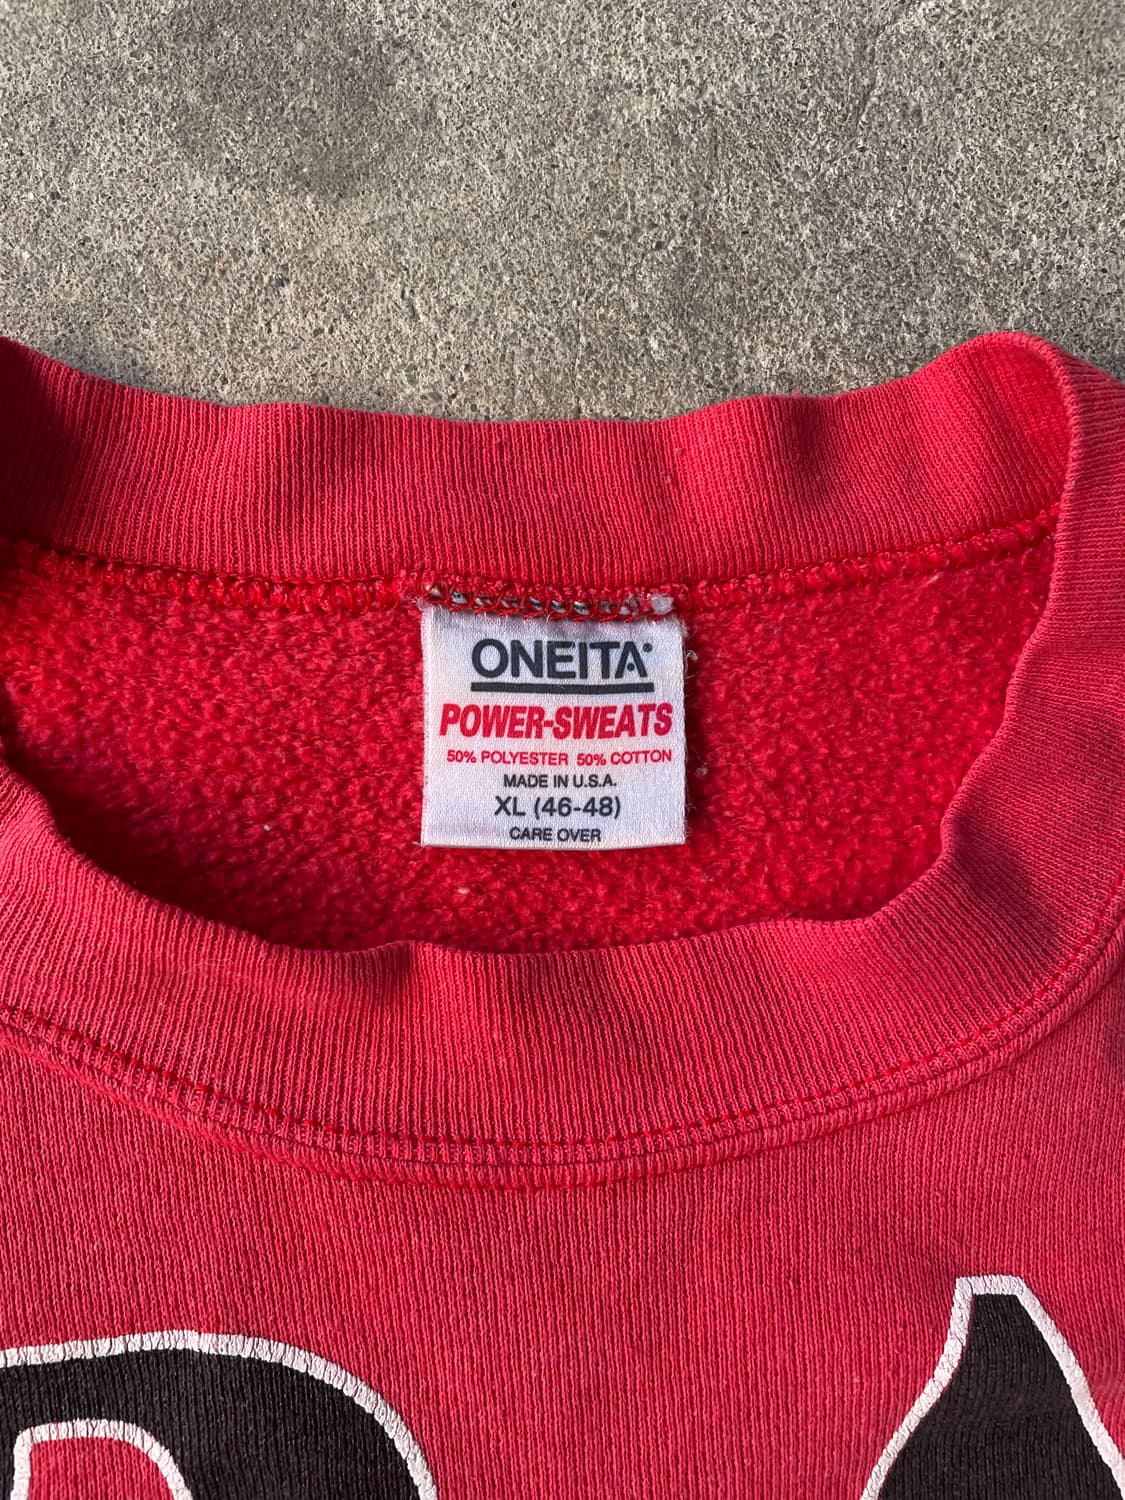 ONEITA
POWER-SWEATS
50% POLYESTER 50% COTTON
MADE IN U.S.A.
XL (46-48)
CARE OVER